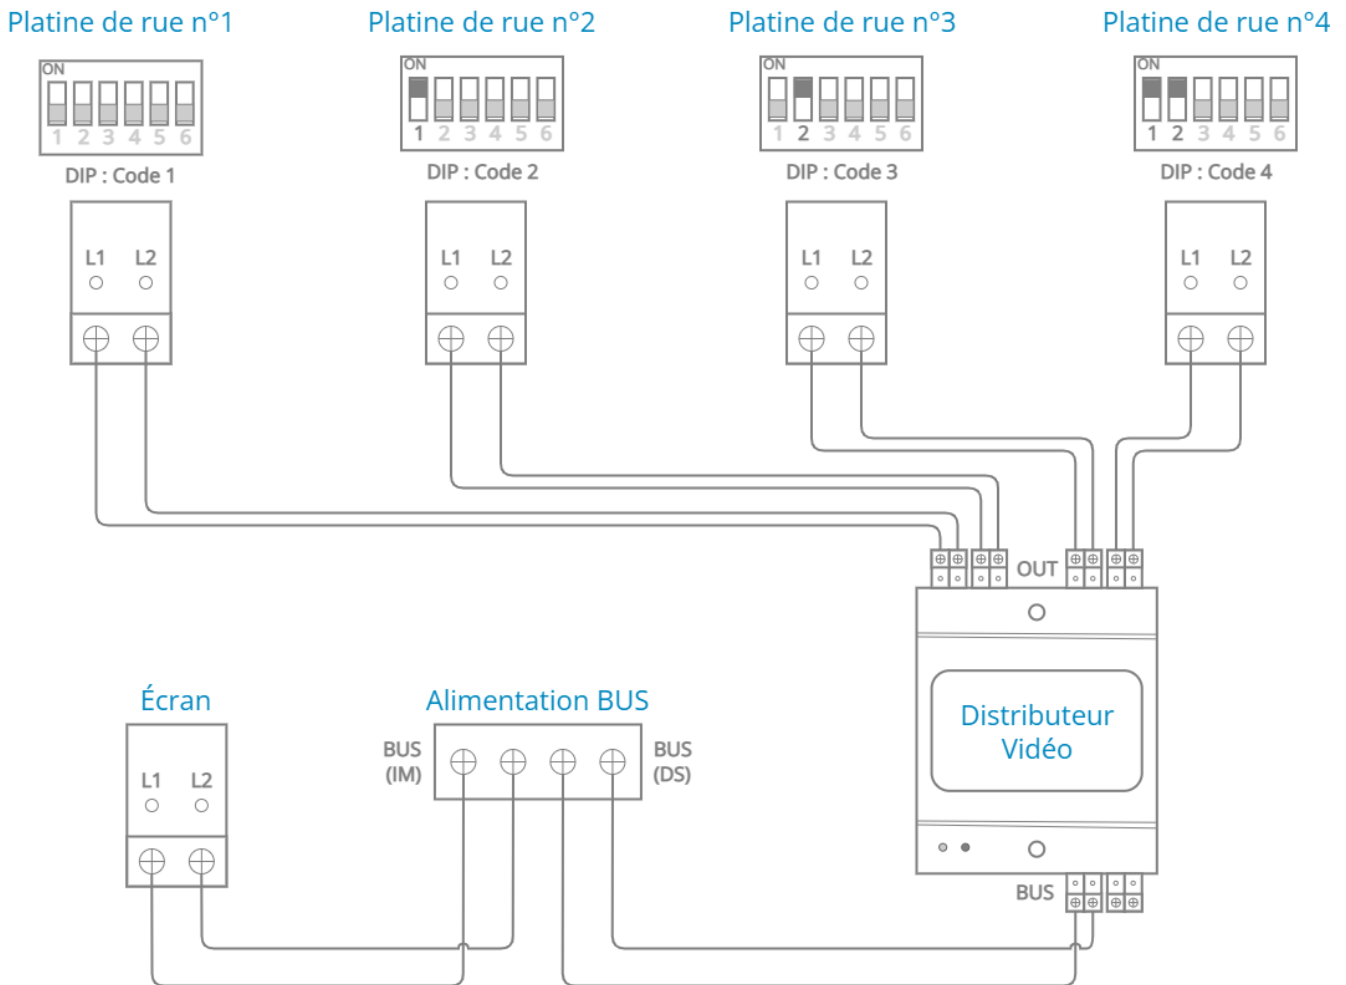 Platine de rue n°1
Platine de rue n°2
Platine de rue n°3
Platine de rue n°4
ON
ON
ON
ON
1 2 3 4 5 6
1 2 3 4 5 6
1 2 3 4 5 6
1 2 3 4 5 6
DIP : Code 1
DIP : Code 2
DIP : Code 3
DIP : Code 4
L1 L2
L1 L2
L1 L2
L1 L2
OUT
Écran
Alimentation BUS
Distributeur
Vidéo
BUS
(IM)
BUS
(DS)
L1 L2
BUS